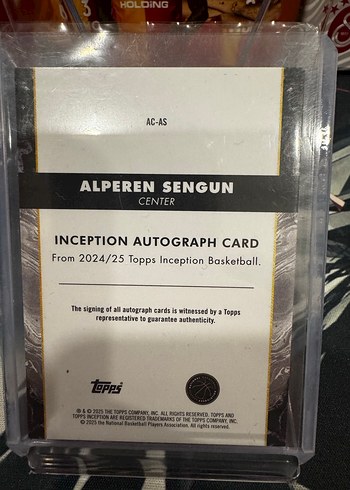 HOLDING
AC-AS
ALPEREN SENGUN
CENTER
INCEPTION AUTOGRAPH CARD
From 2024/25 Topps Inception Basketball.
The signing of all autograph cards is witnessed by a Topps
representative to guarantee authenticity.
Topps
® & © 2025 THE TOPPS COMPANY, INC. ALL RIGHTS RESERVED. TOPPS AND
TOPPS INCEPTION ARE REGISTERED TRADEMARKS OF THE TOPPS COMPANY, INC.
© 2025 the National Basketball Players Association. All rights reserved.